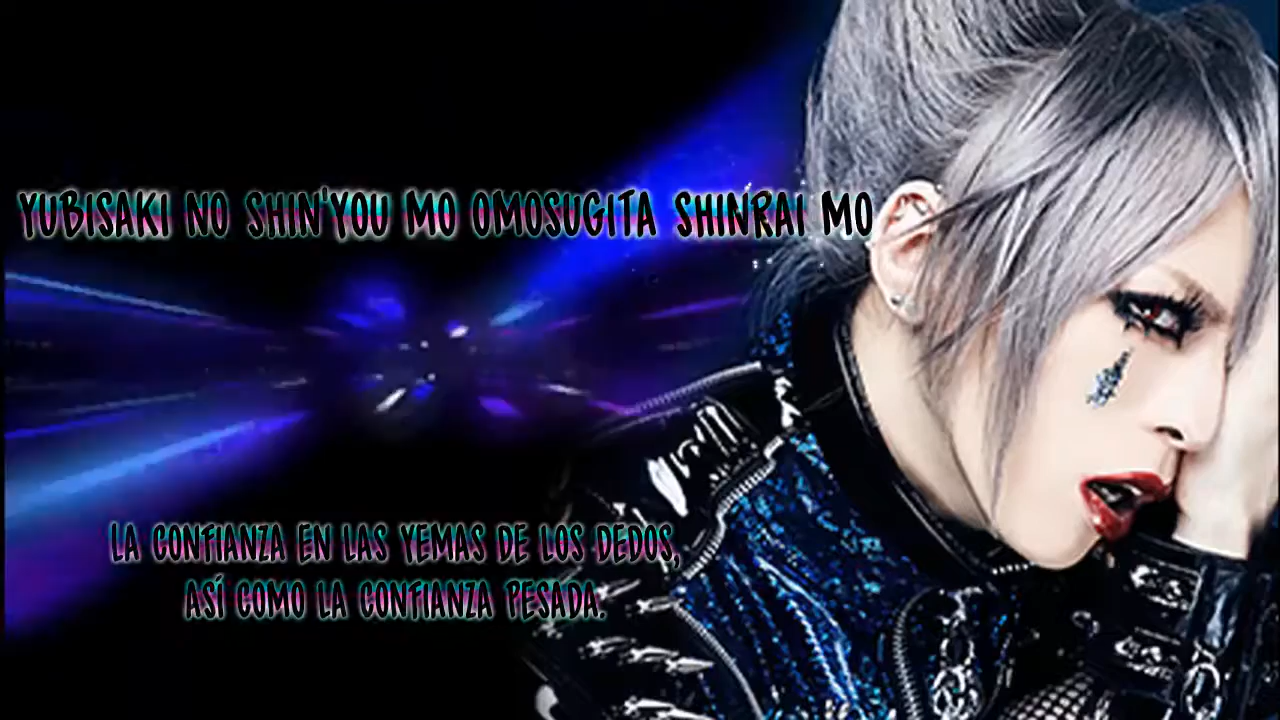 YUBISAKI NO SHIN'YOU MO OMOSUGITA SHINRAI MO
LA CONFIANZA EN LAS YEMAS DE LOS DEDOS,
ASÍ COMO LA CONFIANZA PESADA.